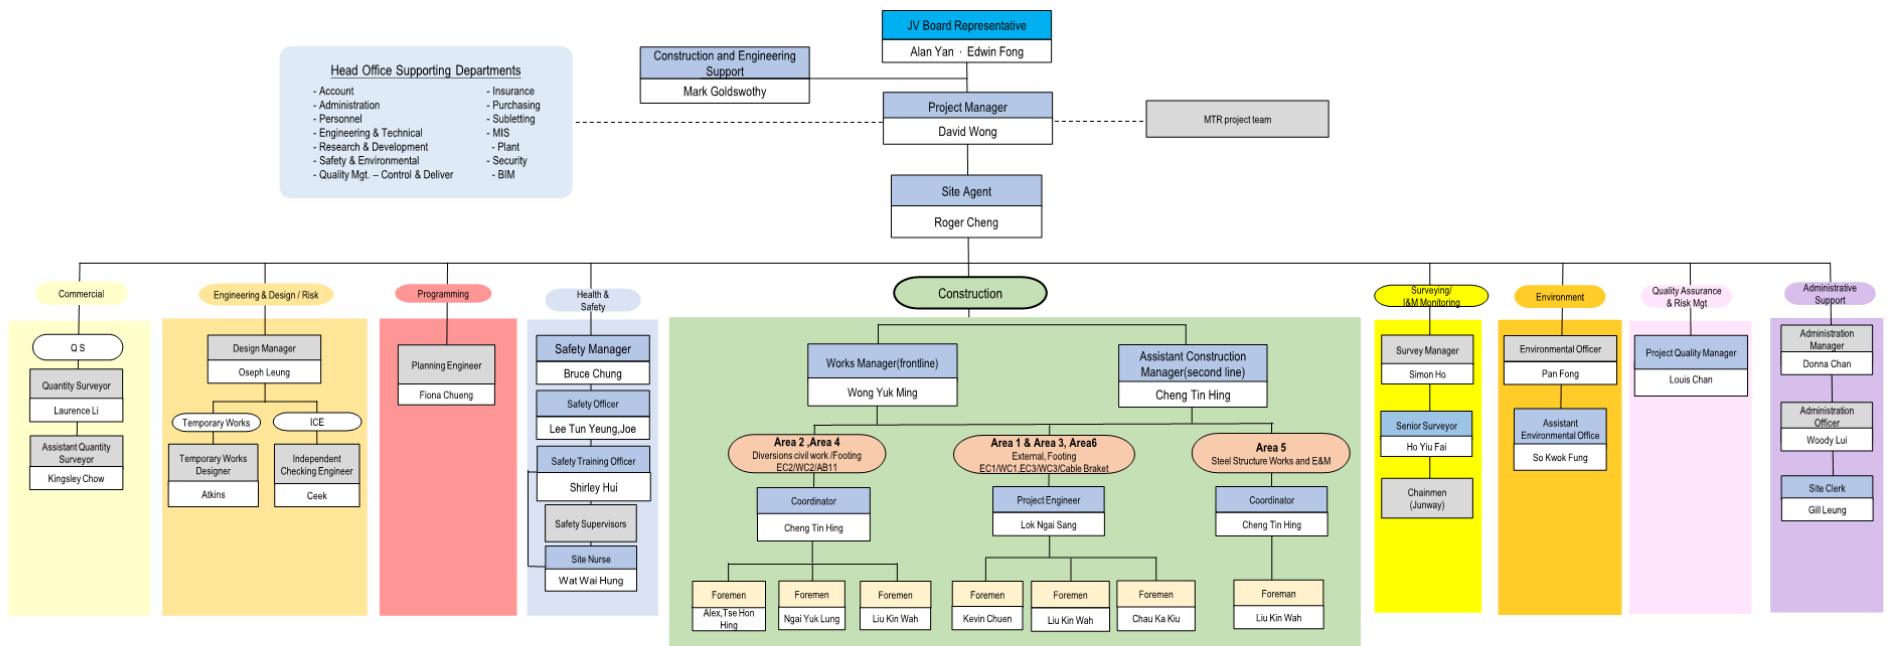 JV Board Representative
Alan Yan · Edwin Fong
Construction and Engineering
Support
Mark Goldswothy
Head Office Supporting Departments
- Account
- Administration
- Personnel
- Engineering & Technical
- Research & Development
- Safety & Environmental
- Quality Mgt. – Control & Deliver
- Insurance
- Purchasing
- Subletting
- MIS
- Plant
- Security
- BIM
Project Manager
David Wong
MTR project team
Site Agent
Roger Cheng
Commercial
Q S
Quantity Surveyor
Laurence Li
Assistant Quantity
Surveyor
Kingsley Chow
Engineering & Design / Risk
Design Manager
Oseph Leung
Temporary Works
Temporary Works
Designer
Atkins
ICE
Independent
Checking Engineer
Ceek
Programming
Planning Engineer
Fiona Chueng
Health &
Safety
Safety Manager
Bruce Chung
Safety Officer
Lee Tun Yeung,Joe
Safety Training Officer
Shirley Hui
Safety Supervisors
Site Nurse
Wat Wai Hung
Construction
Works Manager(frontline)
Wong Yuk Ming
Assistant Construction
Manager(second line)
Cheng Tin Hing
Area 2 ,Area 4
Diversions civil work /Footing
EC2/WC2/AB11
Coordinator
Cheng Tin Hing
Foremen
Alex,Tse Hon
Hing
Foremen
Ngai Yuk Lung
Foremen
Liu Kin Wah
Area 1 & Area 3, Area6
External, Footing
EC1/WC1,EC3/WC3/Cable Braket
Project Engineer
Lok Ngai Sang
Foremen
Kevin Chuen
Foremen
Liu Kin Wah
Foremen
Chau Ka Kiu
Area 5
Steel Structure Works and E&M
Coordinator
Cheng Tin Hing
Foreman
Liu Kin Wah
Surveying/
I&M Monitoring
Survey Manager
Simon Ho
Senior Surveyor
Ho Yiu Fai
Chainmen
(Junway)
Environment
Environmental Officer
Pan Fong
Assistant
Environmental Office
So Kwok Fung
Quality Assurance
& Risk Mgt
Project Quality Manager
Louis Chan
Administrative
Support
Administration
Manager
Donna Chan
Administration
Officer
Woody Lui
Site Clerk
Gill Leung